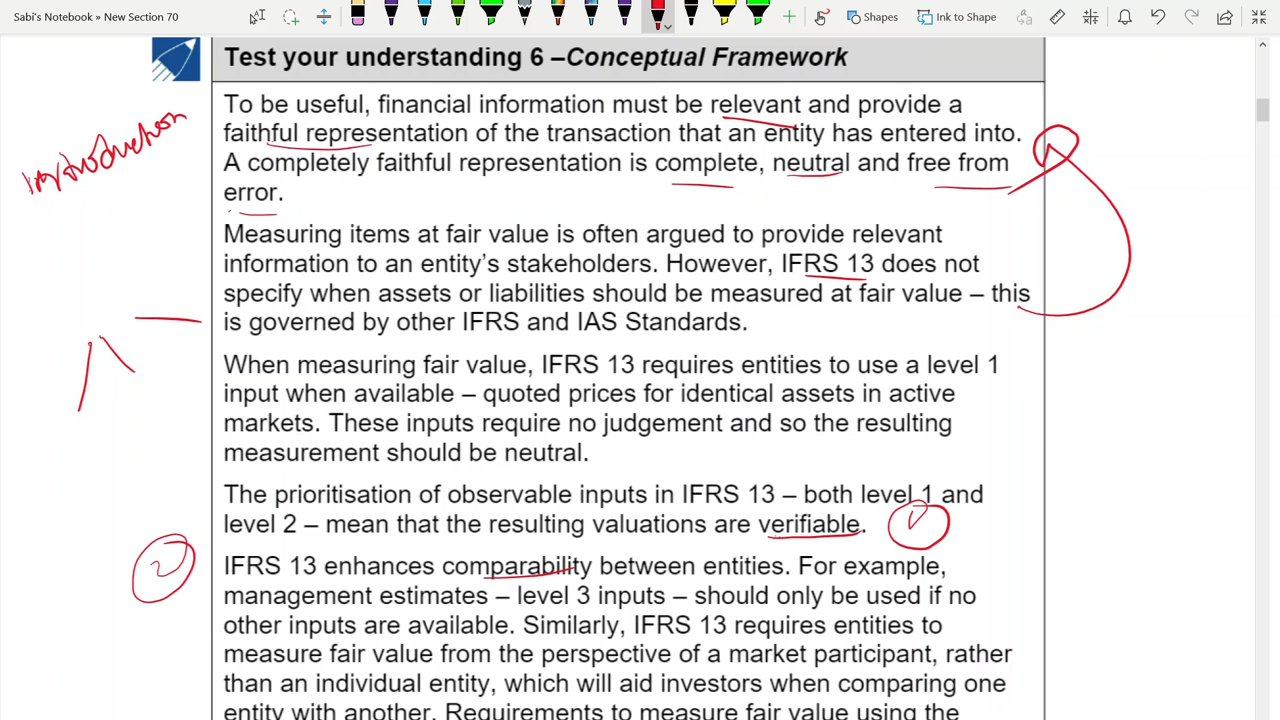 Sabi's Notebook » New Section 70
Shapes
Ink to Shape
Test your understanding 6 –Conceptual Framework
To be useful, financial information must be relevant and provide a
faithful representation of the transaction that an entity has entered into.
A completely faithful representation is complete, neutral and free from
error.
Introduction
Measuring items at fair value is often argued to provide relevant
information to an entity's stakeholders. However, IFRS 13 does not
specify when assets or liabilities should be measured at fair value – this
is governed by other IFRS and IAS Standards.
When measuring fair value, IFRS 13 requires entities to use a level 1
input when available – quoted prices for identical assets in active
markets. These inputs require no judgement and so the resulting
measurement should be neutral.
The prioritisation of observable inputs in IFRS 13 – both level 1 and
level 2 – mean that the resulting valuations are verifiable.
2
IFRS 13 enhances comparability between entities. For example,
management estimates – level 3 inputs – should only be used if no
other inputs are available. Similarly, IFRS 13 requires entities to
measure fair value from the perspective of a market participant, rather
than an individual entity, which will aid investors when comparing one
entity with another. Requirements to measure fair value using the